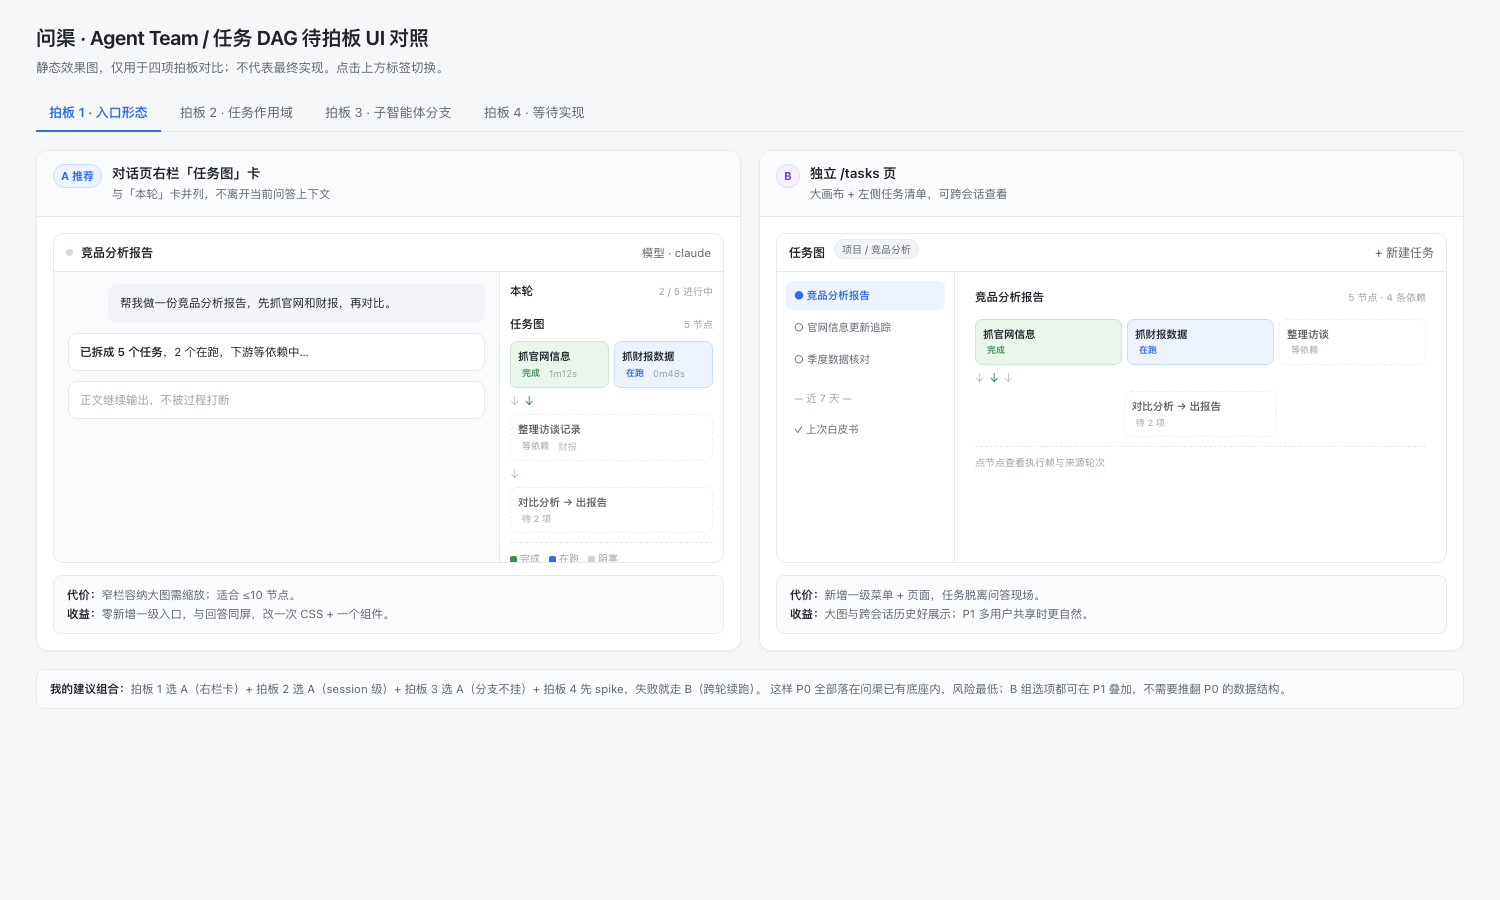 问渠 · Agent Team / 任务 DAG 待拍板 UI 对照
静态效果图，仅用于四项拍板对比；不代表最终实现。点击上方标签切换。
拍板 1 · 入口形态
拍板 2 · 任务作用域
拍板 3 · 子智能体分支
拍板 4 · 等待实现
A 推荐
对话页右栏「任务图」卡
与「本轮」卡并列，不离开当前问答上下文
竞品分析报告
模型 · claude
帮我做一份竞品分析报告，先抓官网和财报，再对比。
已拆成 5 个任务，2 个在跑，下游等依赖中...
正文继续输出，不被过程打断
本轮
2 / 5 进行中
任务图
5 节点
抓官网信息
完成 1m12s
抓财报数据
在跑 0m48s
↓ ↓
整理访谈记录
等依赖 财报
↓
对比分析 → 出报告
待 2 项
完成 在跑 阻塞
代价：窄栏容纳大图需缩放；适合 ≤10 节点。
收益：零新增一级入口，与回答同屏，改一次 CSS + 一个组件。
B
独立 /tasks 页
大画布 + 左侧任务清单，可跨会话查看
任务图
项目 / 竞品分析
+ 新建任务
竞品分析报告
官网信息更新追踪
季度数据核对
— 近 7 天 —
✓ 上次白皮书
竞品分析报告
5 节点 · 4 条依赖
抓官网信息
完成
抓财报数据
在跑
整理访谈
等依赖
↓ ↓ ↓
对比分析 → 出报告
待 2 项
点节点查看执行帧与来源轮次
代价：新增一级菜单 + 页面，任务脱离问答现场。
收益：大图与跨会话历史好展示；P1 多用户共享时更自然。
我的建议组合：拍板 1 选 A（右栏卡）+ 拍板 2 选 A（session 级）+ 拍板 3 选 A（分支不挂）+ 拍板 4 先 spike，失败就走 B（跨轮续跑）。 这样 P0 全部落在问渠已有底座内，风险最低；B 组选项都可在 P1 叠加，不需要推翻 P0 的数据结构。